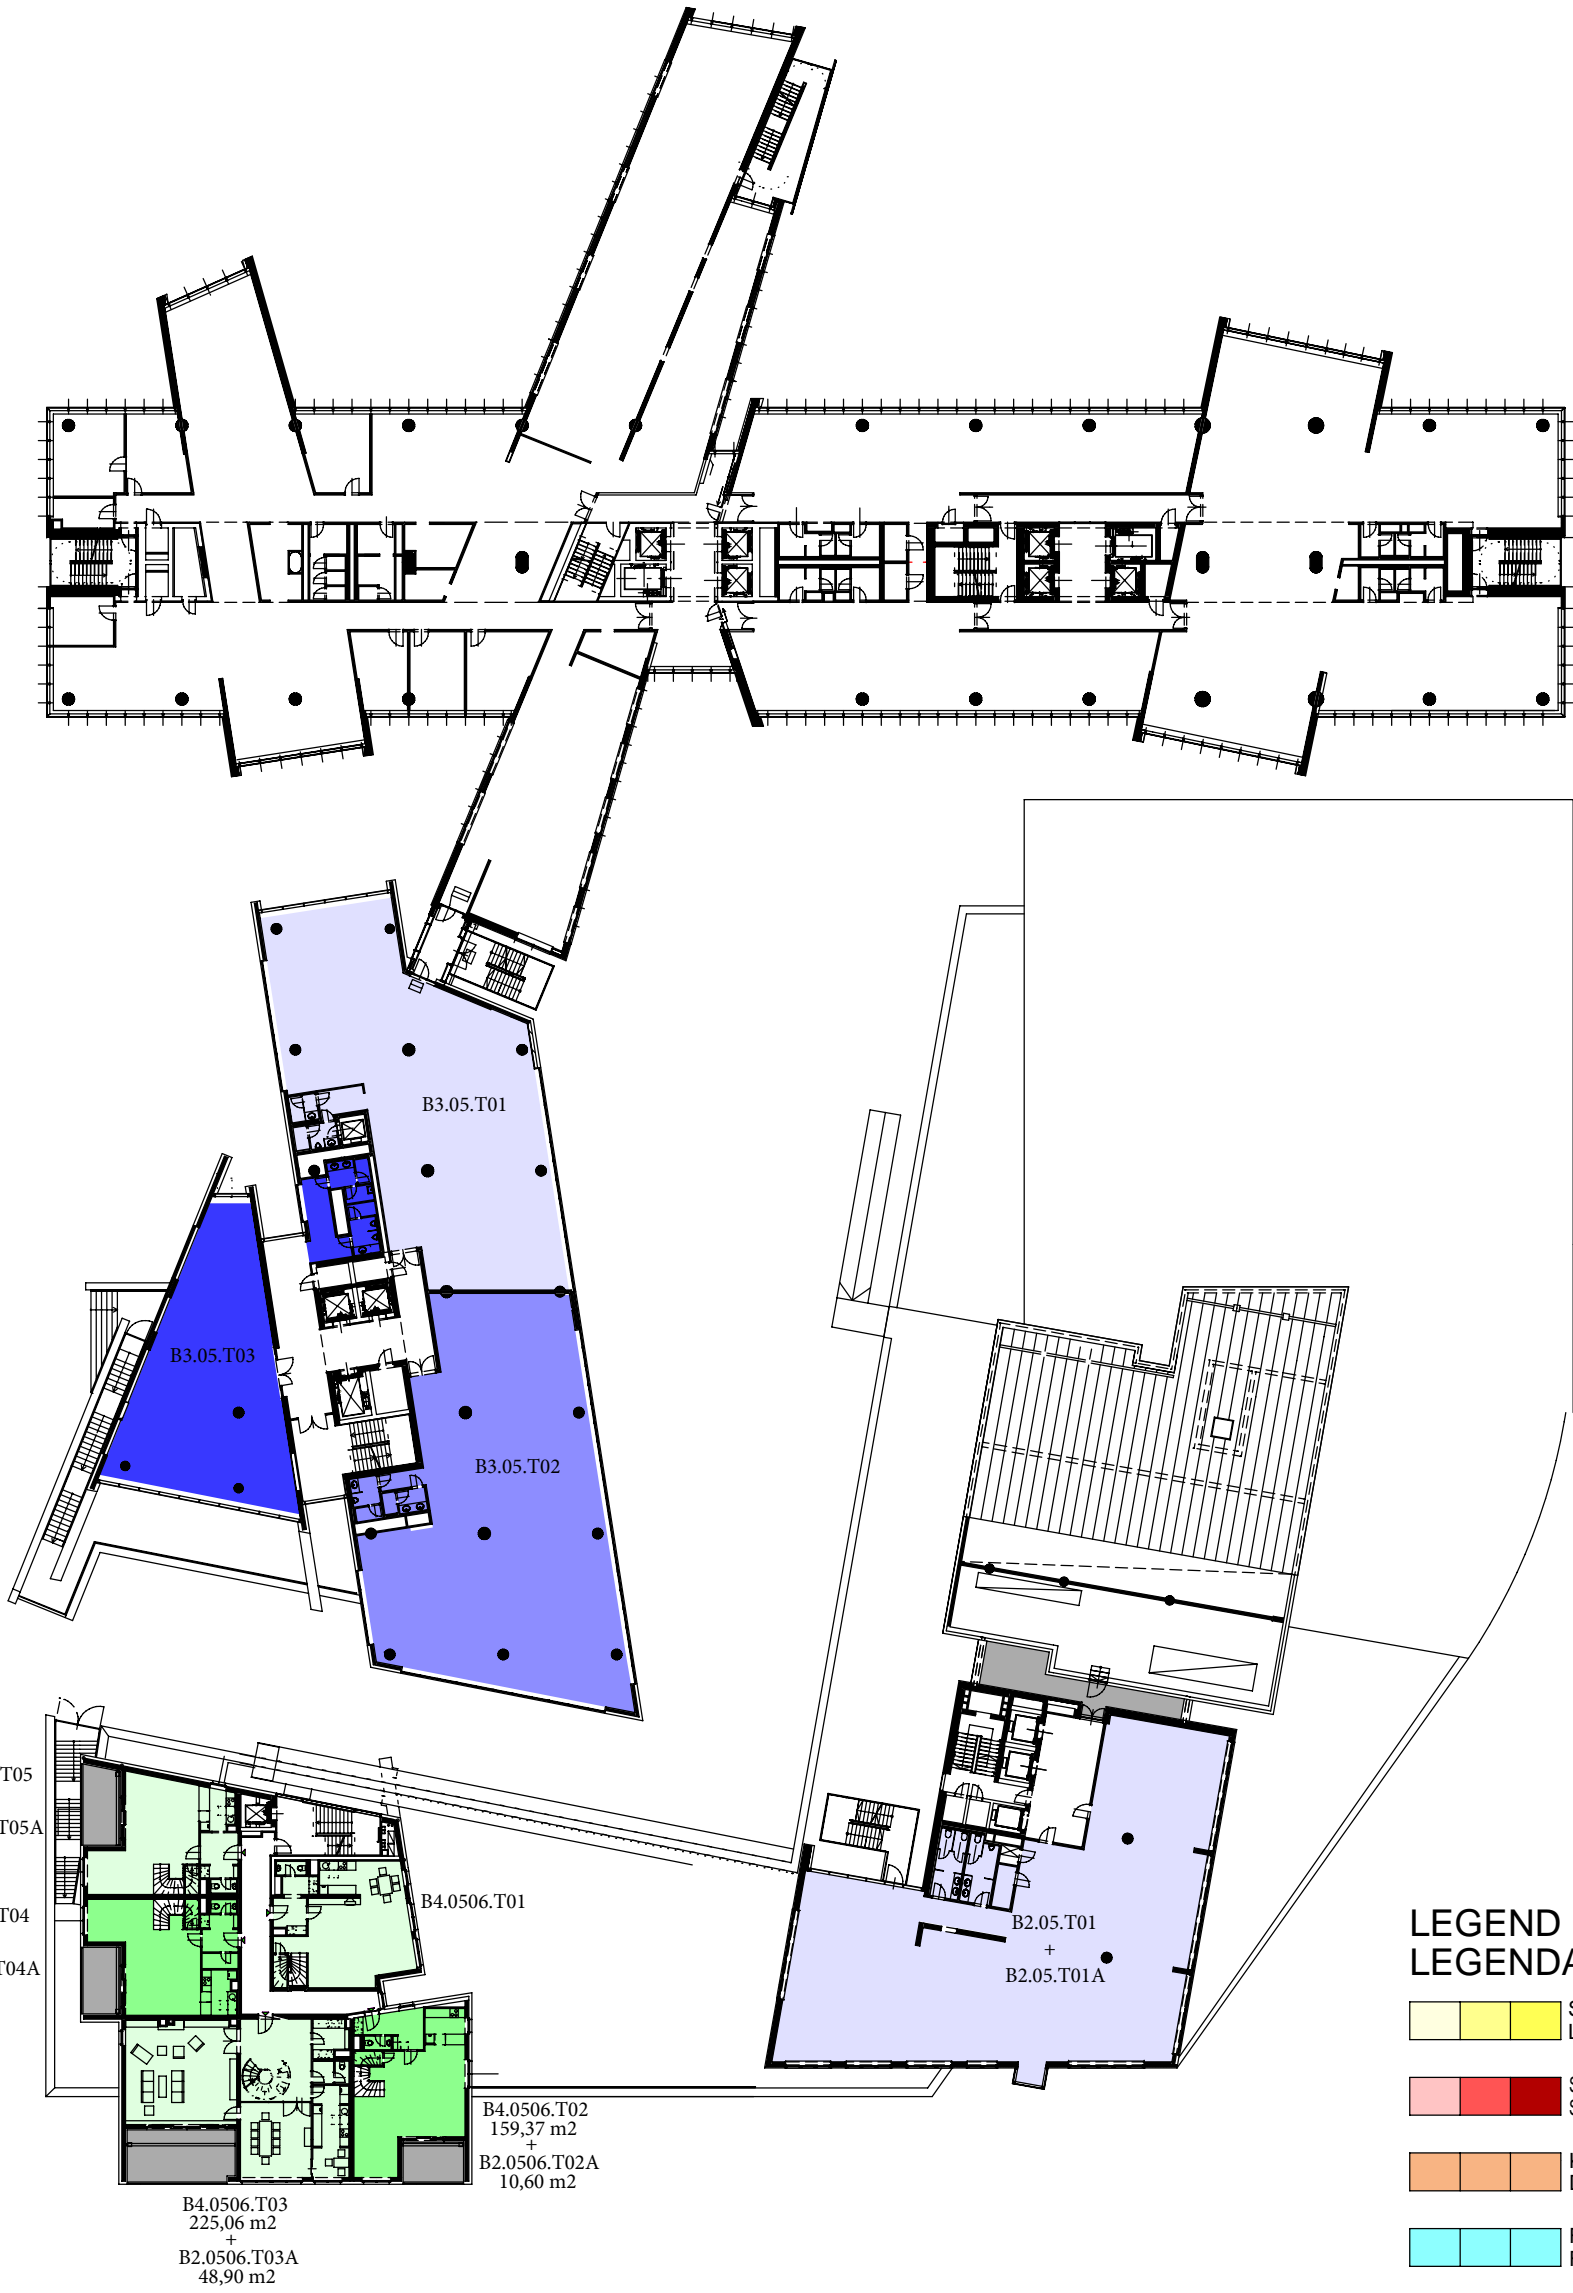 B3.05.T01
B3.05.T03
B3.05.T02
T05
T05A
T04
T04A
B4.0506.T01
B2.05.T01
+
B2.05.T01A
B4.0506.T02
159,37 m2
+
B2.0506.T02A
10,60 m2
B4.0506.T03
225,06 m2
+
B2.0506.T03A
48,90 m2
LEGEND
LEGENDA